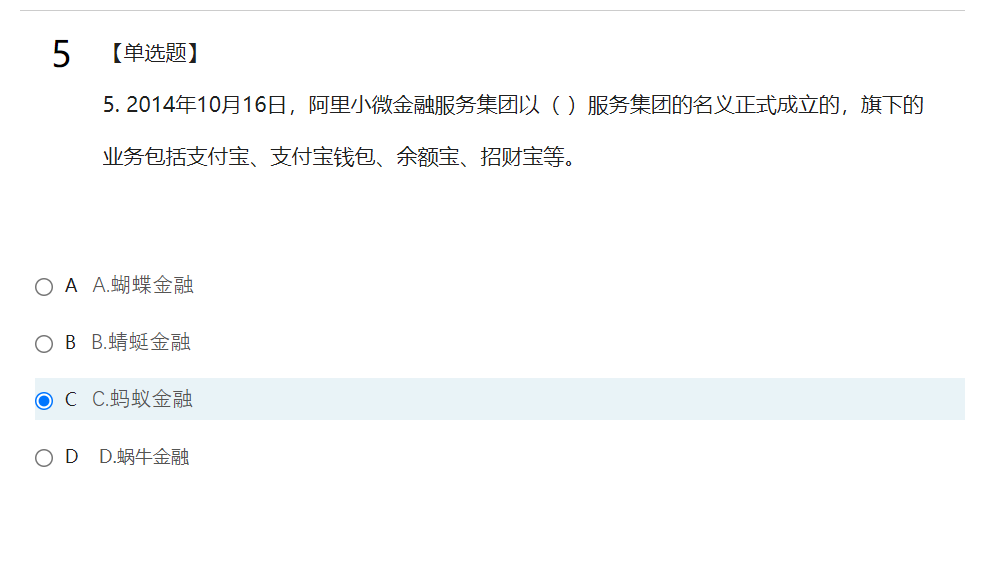 5 【单选题】
5. 2014年10月16日，阿里小微金融服务集团以（ ）服务集团的名义正式成立的，旗下的
业务包括支付宝、支付宝钱包、余额宝、招财宝等。
A A.蝴蝶金融
B B.蜻蜓金融
C C.蚂蚁金融
D D.蜗牛金融